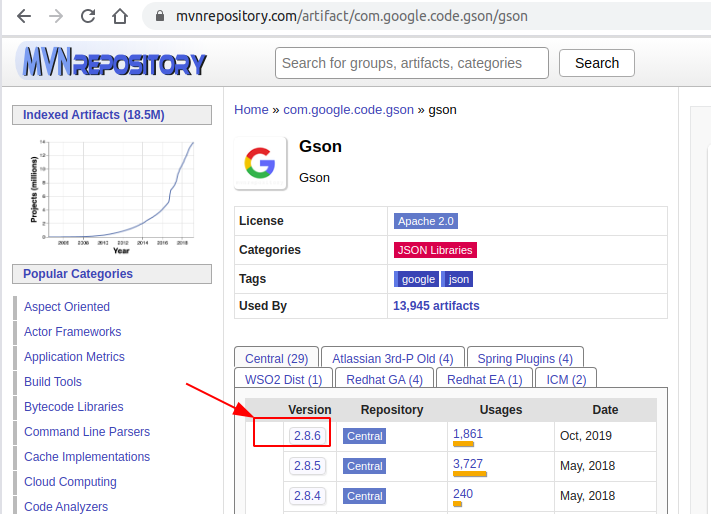 mvnrepository.com/artifact/com.google.code.gson/gson
MVNREPOSITORY
Search for groups, artifacts, categories
Search
Indexed Artifacts (18.5M)
Projects (millions)
14
12
10
8
6
4
2
0
2006 2008 2010 2012 2014 2016 2018
Year
Popular Categories
Aspect Oriented
Actor Frameworks
Application Metrics
Build Tools
Bytecode Libraries
Command Line Parsers
Cache Implementations
Cloud Computing
Code Analyzers
Home » com.google.code.gson » gson
Gson
Gson
License Apache 2.0
Categories JSON Libraries
Tags google json
Used By 13,945 artifacts
Central (29) Atlassian 3rd-P Old (4) Spring Plugins (4)
WSO2 Dist (1) Redhat GA (4) Redhat EA (1) ICM (2)
Version Repository Usages Date
2.8.6 Central 1,861 Oct, 2019
2.8.5 Central 3,727 May, 2018
2.8.4 Central 240 May, 2018